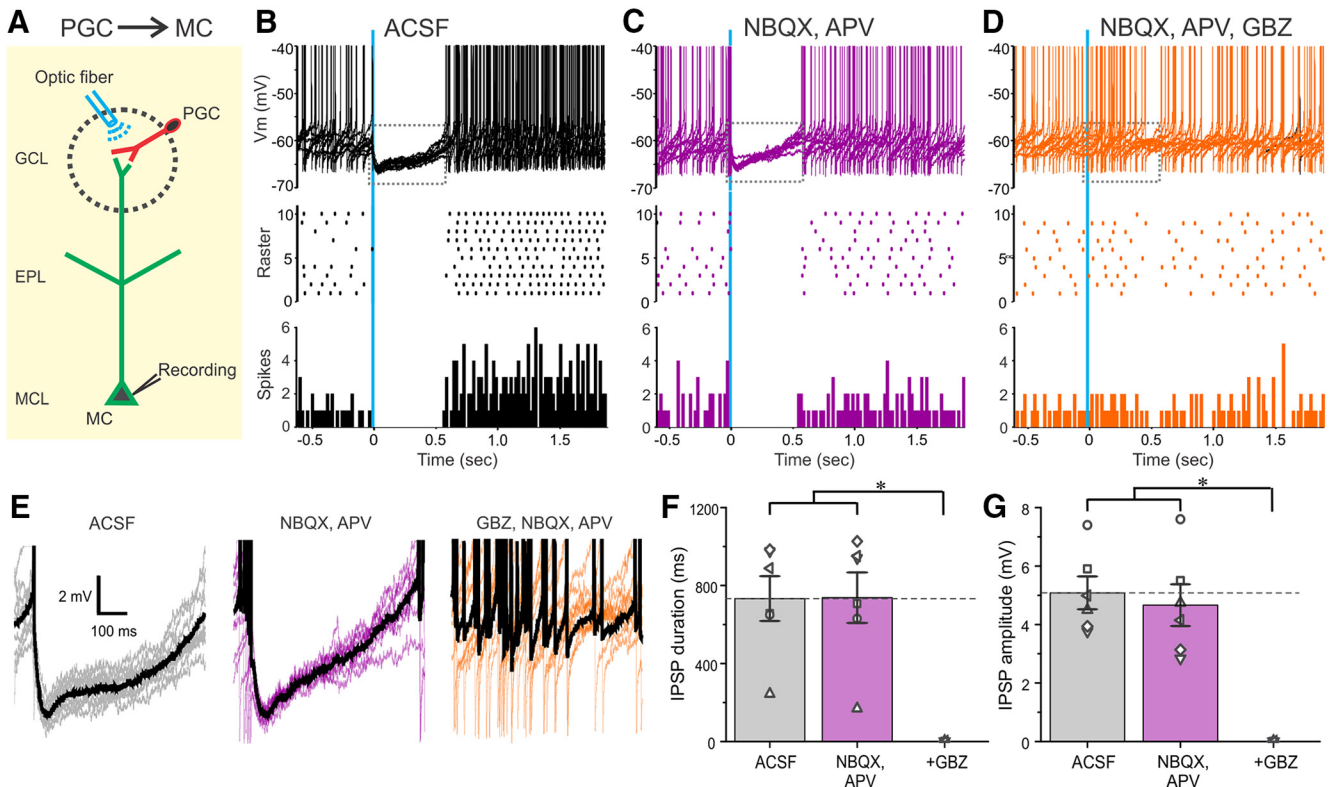 A
PGC → MC
Optic fiber
PGC
GCL
EPL
MCL
Recording
MC
B
ACSF
-40
-50
-60
-70
Vm (mV)
10
5
0
Raster
6
4
2
0
Spikes
-0.5 0 0.5 1.0 1.5
Time (sec)
C
NBQX, APV
-40
-50
-60
-70
10
5
0
6
4
2
0
-0.5 0 0.5 1.0 1.5
Time (sec)
D
NBQX, APV, GBZ
-40
-50
-60
-70
10
5
0
6
4
2
0
-0.5 0 0.5 1.0 1.5
Time (sec)
E
ACSF
2 mV
100 ms
NBQX, APV
GBZ, NBQX, APV
F
*
1200
800
400
0
IPSP duration (ms)
ACSF
NBQX,
APV
+GBZ
G
*
8
6
4
2
0
IPSP amplitude (mV)
ACSF
NBQX,
APV
+GBZ